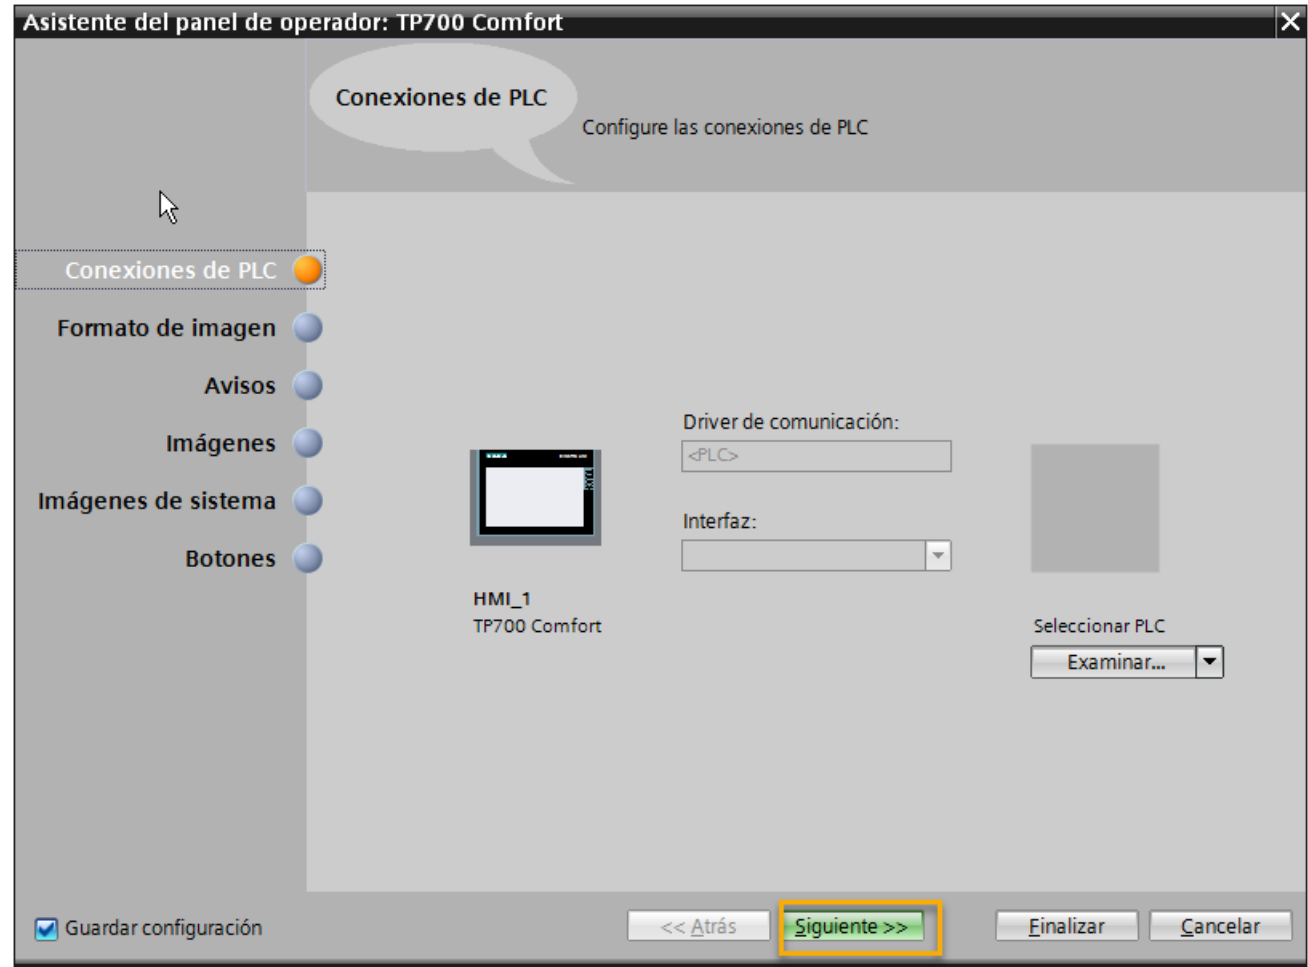 Asistente del panel de operador: TP700 Comfort
Conexiones de PLC
Configure las conexiones de PLC
Conexiones de PLC
Formato de imagen
Avisos
Imágenes
Imágenes de sistema
Botones
Driver de comunicación:
<PLC>
Interfaz:
HMI_1
TP700 Comfort
Seleccionar PLC
Examinar...
Guardar configuración
<< Atrás
Siguiente >>
Finalizar
Cancelar